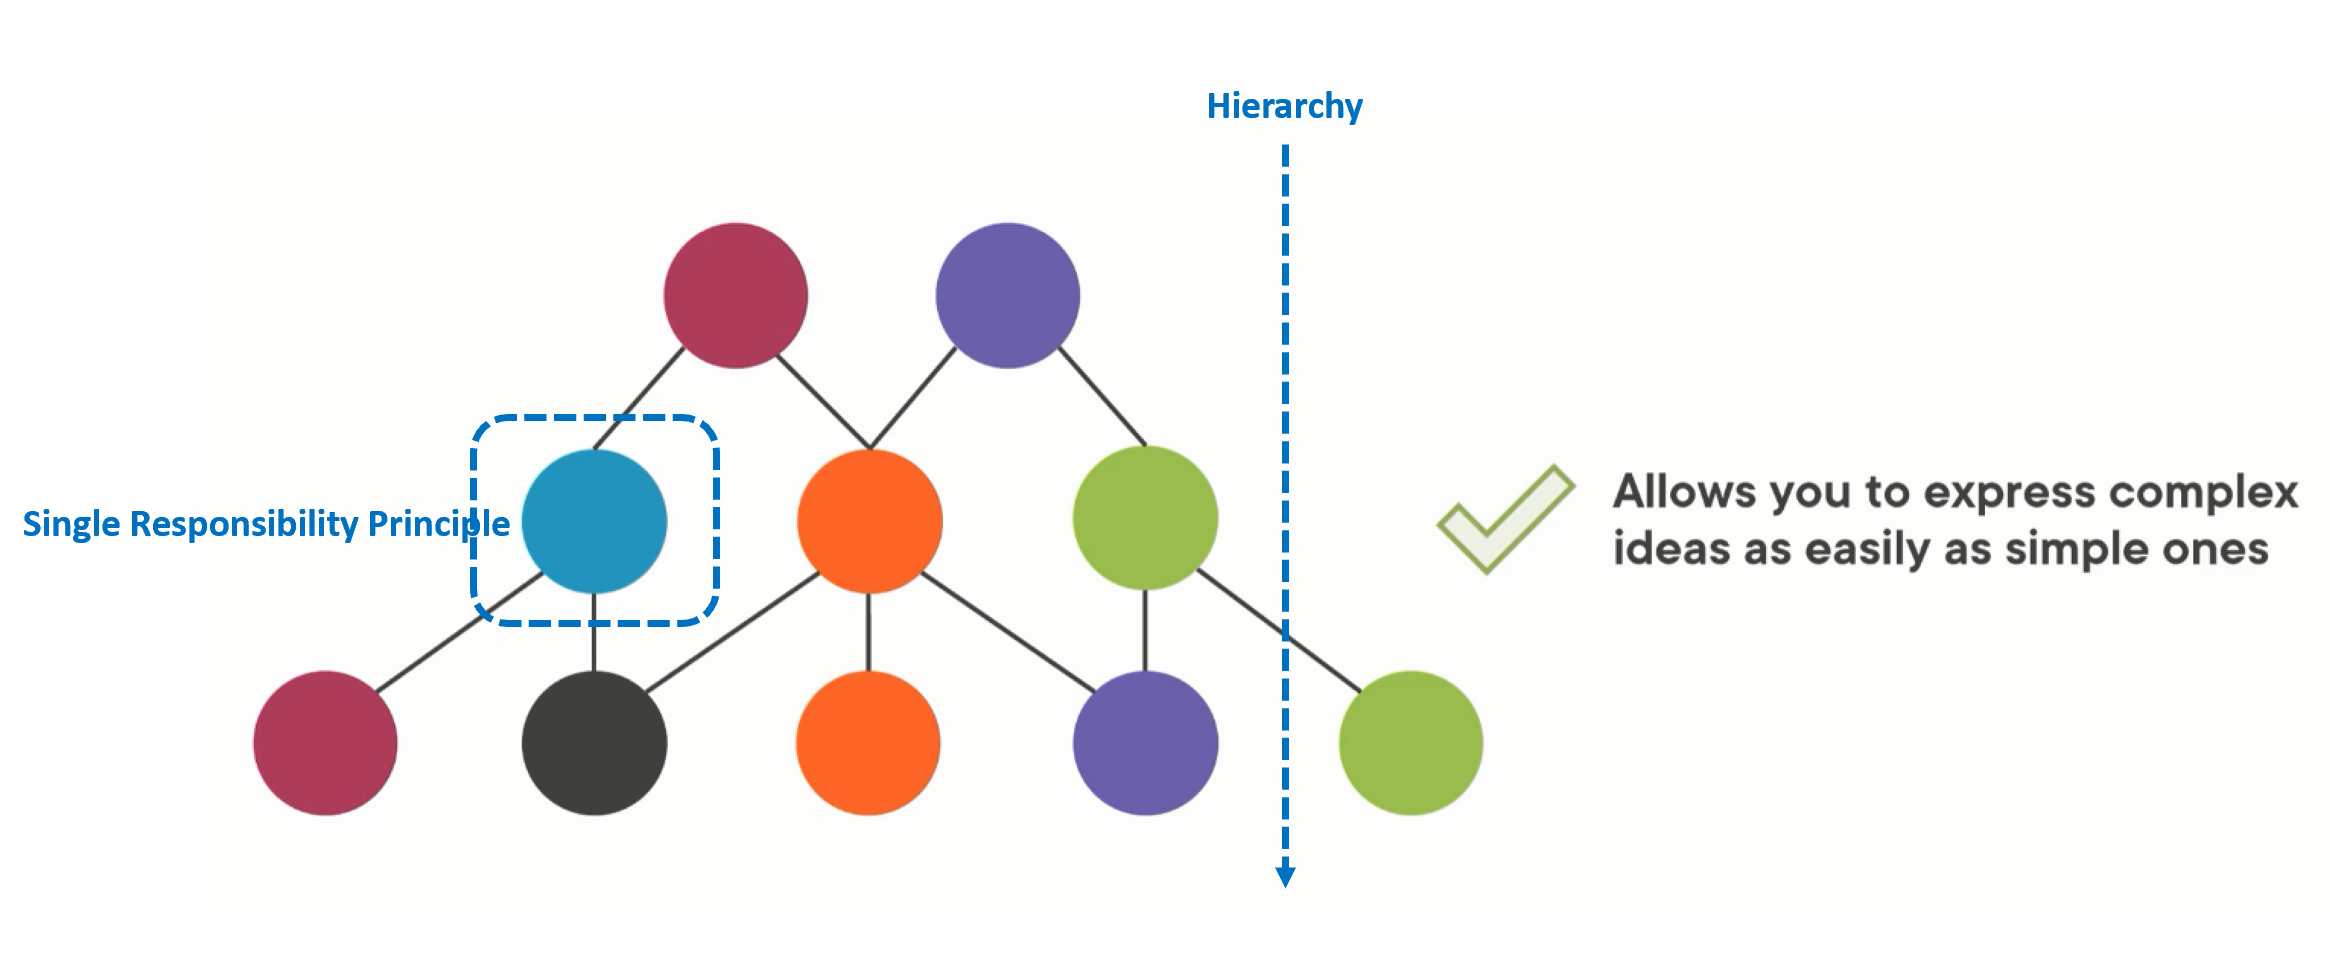 Hierarchy
Single Responsibility Principle
Allows you to express complex
ideas as easily as simple ones